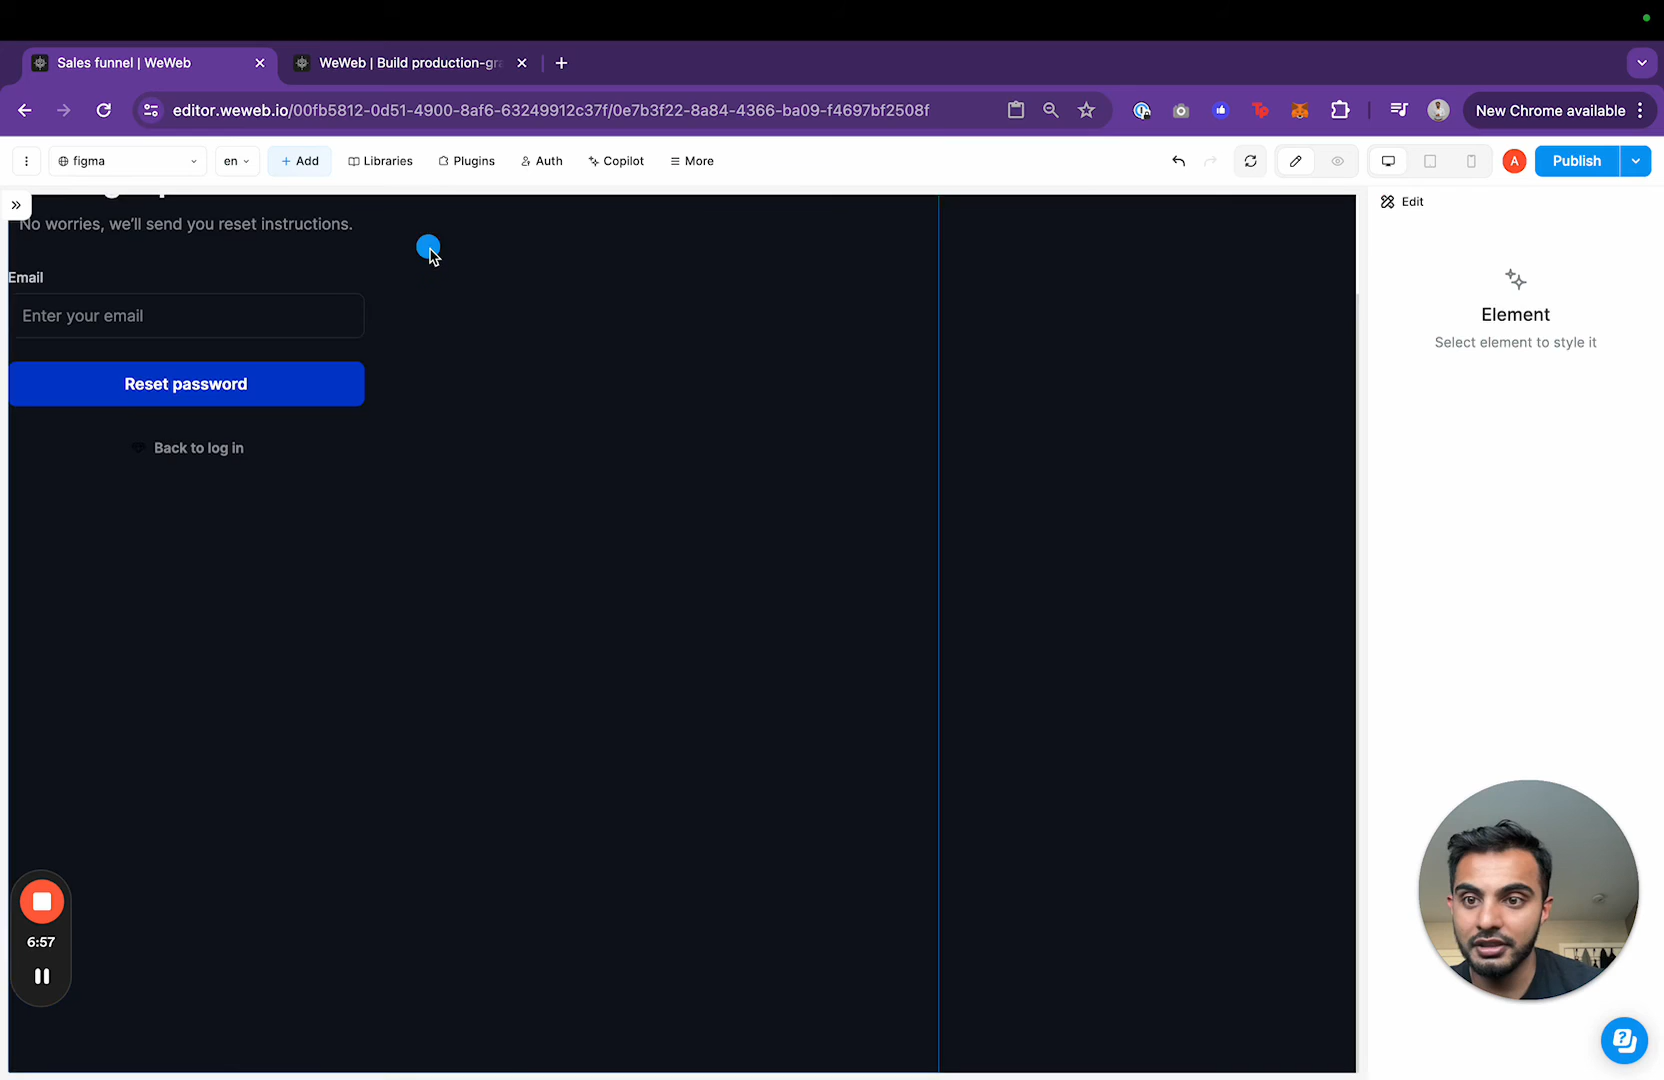 Sales funnel | WeWeb
WeWeb | Build production-gr
editor.weweb.io/00fb5812-0d51-4900-8af6-63249912c37f/0e7b3f22-8a84-4366-ba09-f4697bf2508f
New Chrome available
figma
en
+ Add
Libraries
Plugins
Auth
Copilot
More
A
Publish
No worries, we'll send you reset instructions.
Email
Enter your email
Reset password
Back to log in
Edit
Element
Select element to style it
6:57